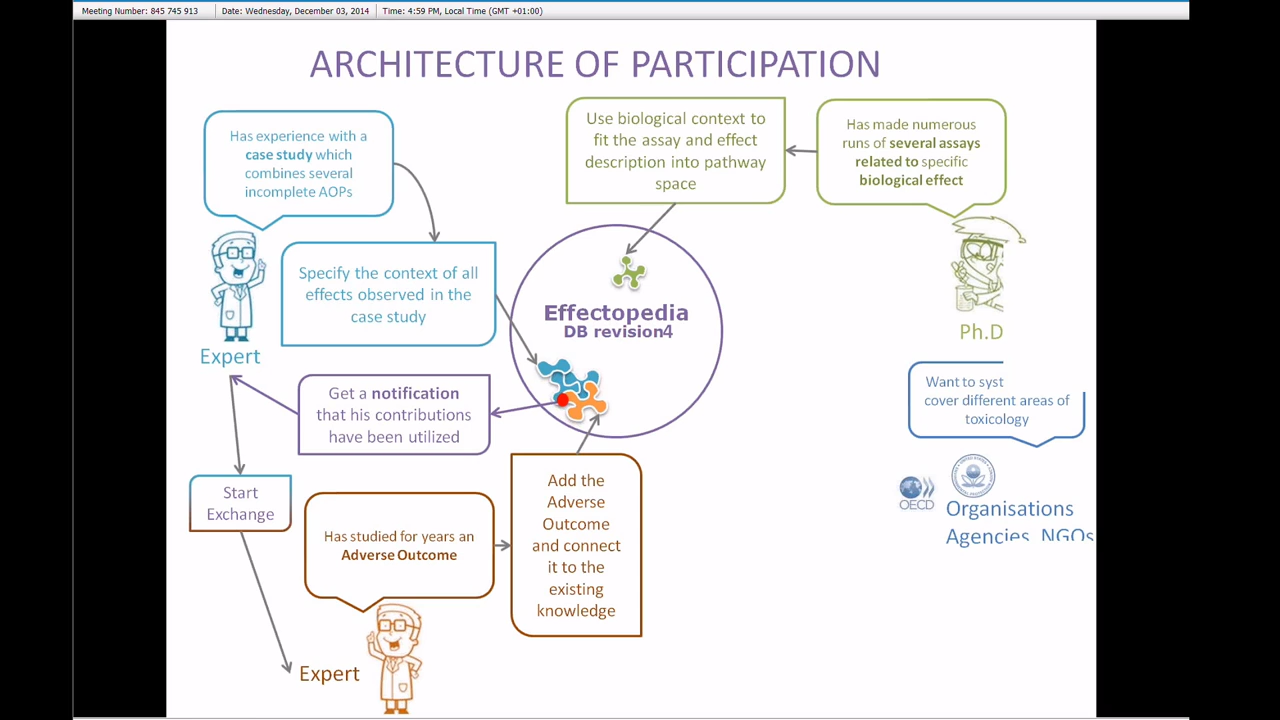 Meeting Number: 845 745 913 Date: Wednesday, December 03, 2014 Time: 4:59 PM, Local Time (GMT +01:00)
ARCHITECTURE OF PARTICIPATION
Has experience with a
case study which
combines several
incomplete AOPs
Use biological context to
fit the assay and effect
description into pathway
space
Has made numerous
runs of several assays
related to specific
biological effect
Specify the context of all
effects observed in the
case study
Effectopedia
DB revision4
Ph.D
Expert
Get a notification
that his contributions
have been utilized
Want to syst
cover different areas of
toxicology
Start
Exchange
Has studied for years an
Adverse Outcome
Add the
Adverse
Outcome
and connect
it to the
existing
knowledge
OECD
Organisations
Agencies, NGOs
Expert